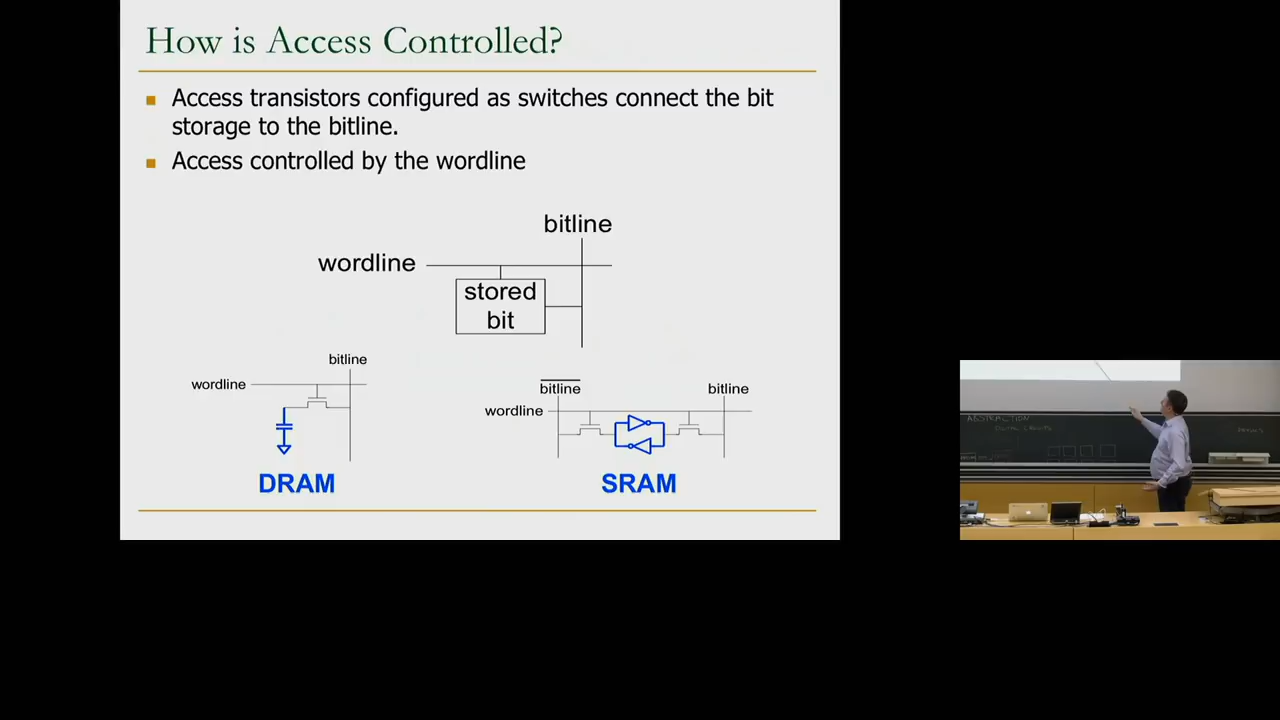 How is Access Controlled?
Access transistors configured as switches connect the bit
storage to the bitline.
Access controlled by the wordline
bitline
wordline
stored
bit
bitline
wordline
DRAM
bitline
bitline
wordline
SRAM
ABSTRACTION